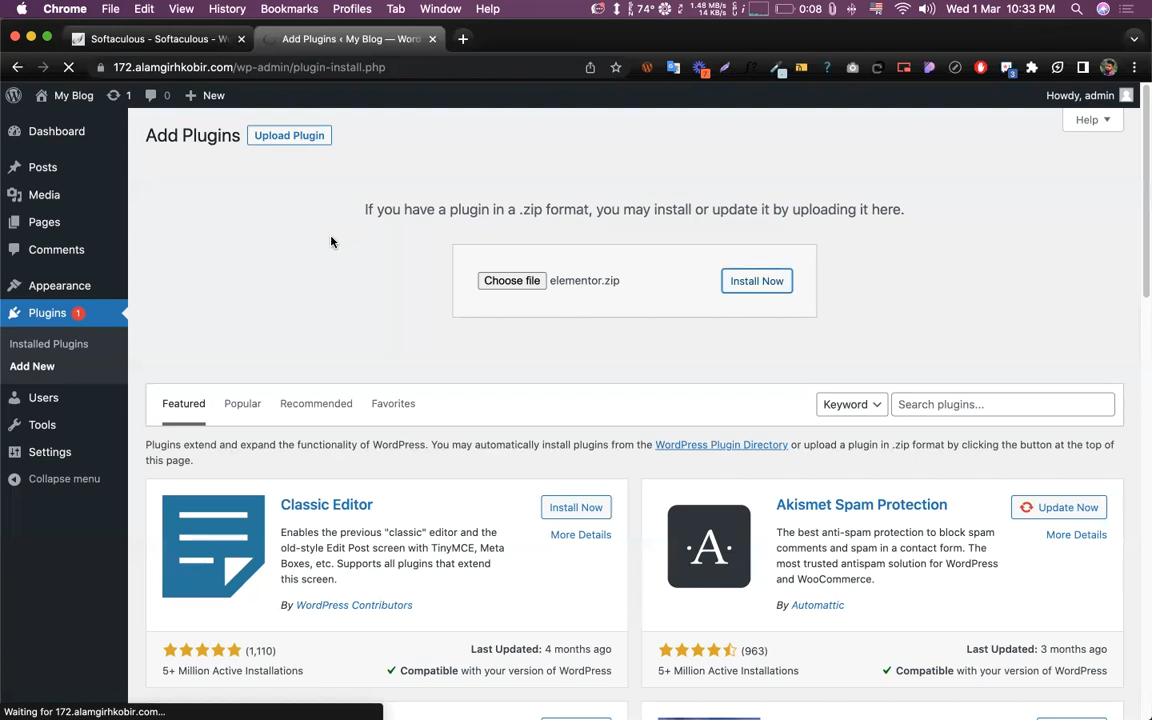 Chrome File Edit View History Bookmarks Profiles Tab Window Help 74° 1.48 MB/s 14 KB/s 0:08 Wed 1 Mar 10:33 PM
Softaculous - Softaculous - W Add Plugins ‹ My Blog — Wor
172.alamgirhkobir.com/wp-admin/plugin-install.php
My Blog 1 0 New Howdy, admin
Dashboard
Posts
Media
Pages
Comments
Appearance
Plugins 1
Installed Plugins
Add New
Users
Tools
Settings
Collapse menu
Add Plugins Upload Plugin Help
If you have a plugin in a .zip format, you may install or update it by uploading it here.
Choose file elementor.zip Install Now
Featured Popular Recommended Favorites Keyword Search plugins...
Plugins extend and expand the functionality of WordPress. You may automatically install plugins from the WordPress Plugin Directory or upload a plugin in .zip format by clicking the button at the top of
this page.
Classic Editor Install Now
More Details
Enables the previous "classic" editor and the
old-style Edit Post screen with TinyMCE, Meta
Boxes, etc. Supports all plugins that extend
this screen.
By WordPress Contributors
(1,110) Last Updated: 4 months ago
5+ Million Active Installations Compatible with your version of WordPress
A
Akismet Spam Protection Update Now
More Details
The best anti-spam protection to block spam
comments and spam in a contact form. The
most trusted antispam solution for WordPress
and WooCommerce.
By Automattic
(963) Last Updated: 3 months ago
5+ Million Active Installations Compatible with your version of WordPress
Waiting for 172.alamgirhkobir.com...